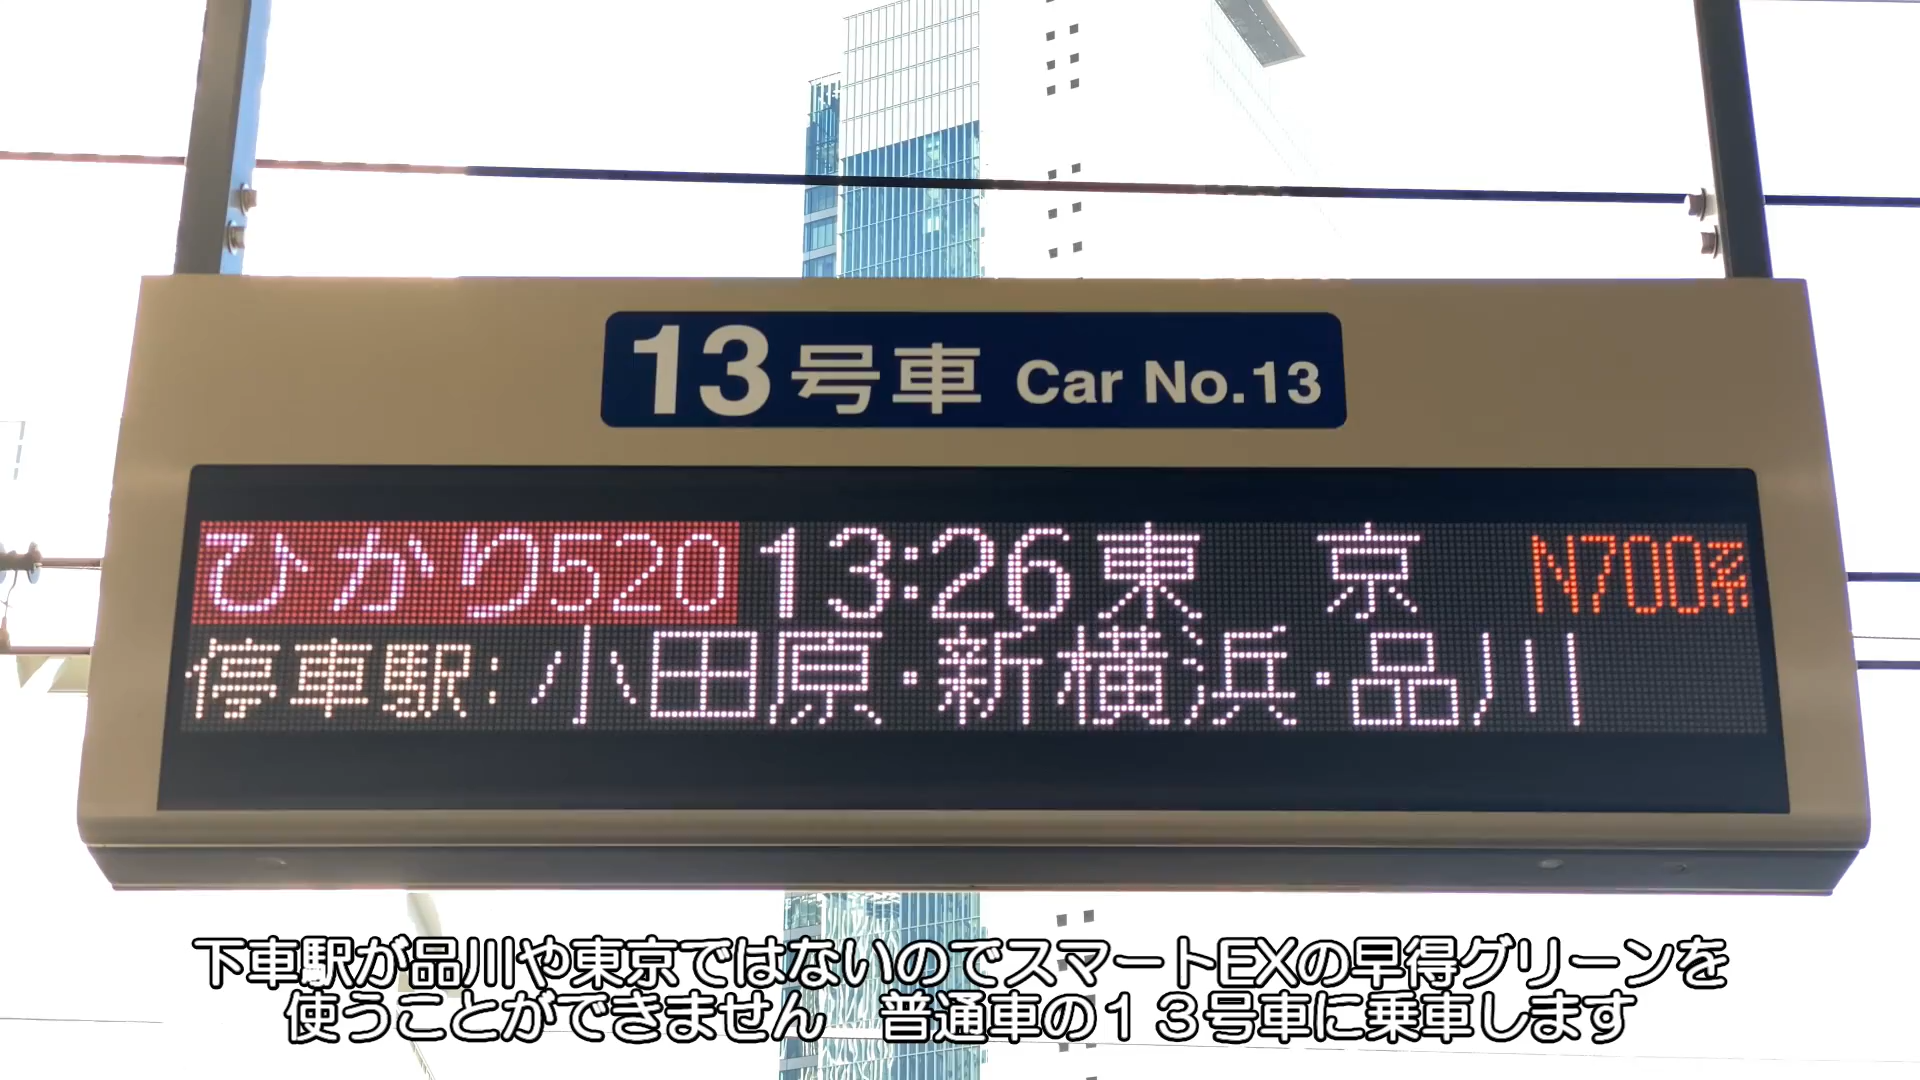 13号車 Car No.13
ひかり520 13:26 東 京 N700系
停車駅:小田原・新横浜・品川
下車駅が品川や東京ではないのでスマートEXの早得グリーンを
使うことができません 普通車の１３号車に乗車します